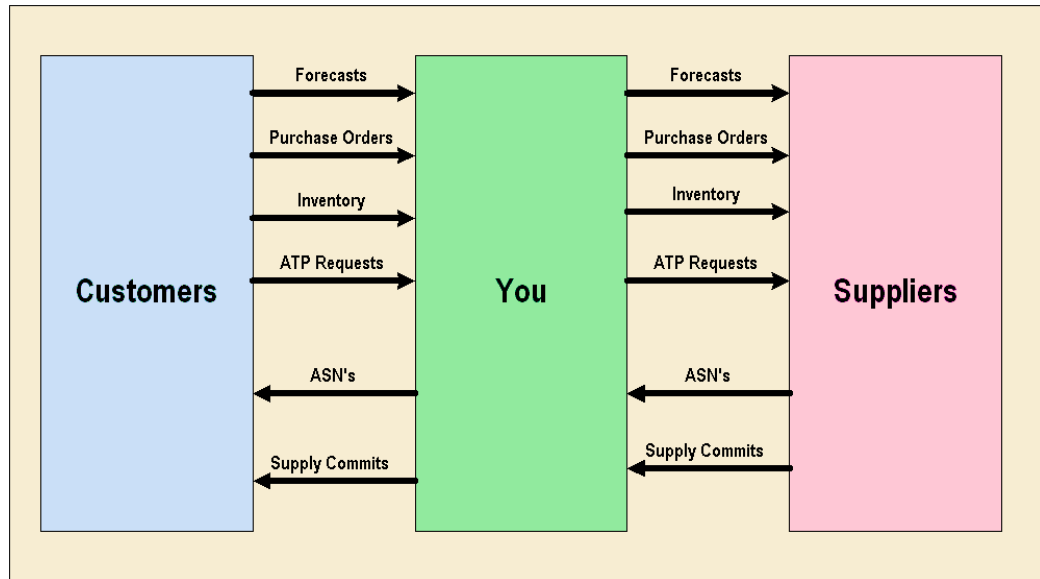 Forecasts
Forecasts
Purchase Orders
Purchase Orders
Inventory
Inventory
ATP Requests
ATP Requests
Customers
You
Suppliers
ASN's
ASN's
Supply Commits
Supply Commits